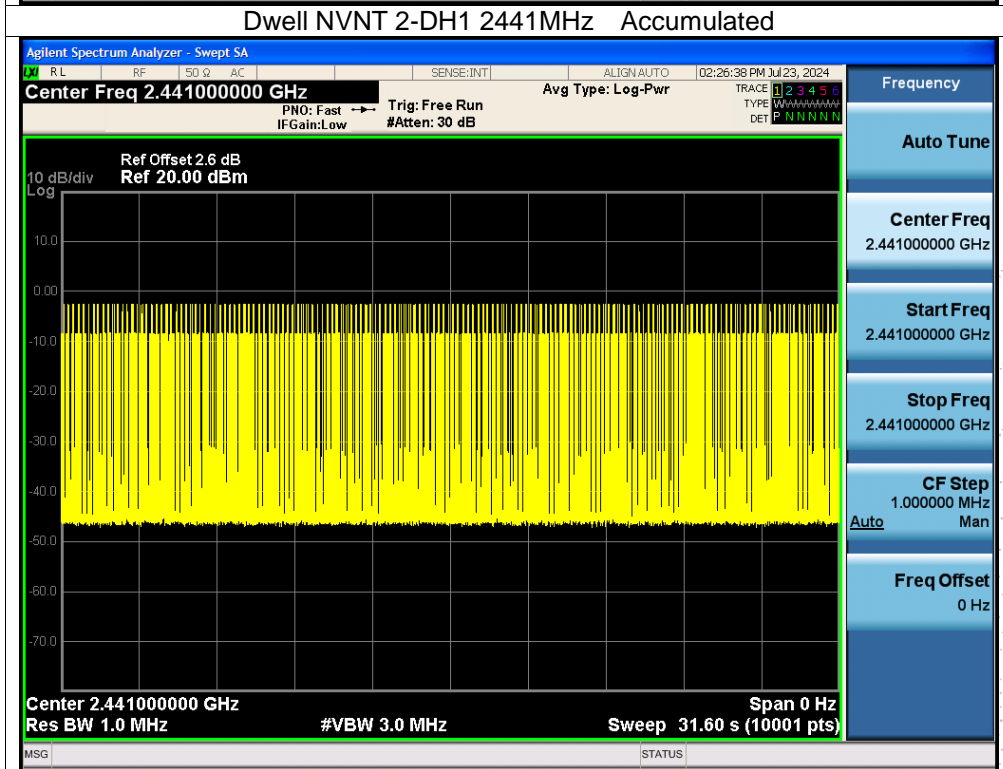 Dwell NVNT 2-DH1 2441MHz Accumulated
Agilent Spectrum Analyzer - Swept SA
LXI RL RF 50 Ω AC SENSE:INT ALIGN AUTO 02:26:38 PM Jul 23, 2024
Center Freq 2.441000000 GHz
PNO: Fast
IFGain:Low
Trig: Free Run
#Atten: 30 dB
Avg Type: Log-Pwr
TRACE 1 2 3 4 5 6
TYPE
DET P N N N N N
Ref Offset 2.6 dB
10 dB/div Ref 20.00 dBm
Log
10.0
0.00
-10.0
-20.0
-30.0
-40.0
-50.0
-60.0
-70.0
Center 2.441000000 GHz Span 0 Hz
Res BW 1.0 MHz #VBW 3.0 MHz Sweep 31.60 s (10001 pts)
MSG STATUS
Frequency
Auto Tune
Center Freq
2.441000000 GHz
Start Freq
2.441000000 GHz
Stop Freq
2.441000000 GHz
CF Step
1.000000 MHz
Auto Man
Freq Offset
0 Hz